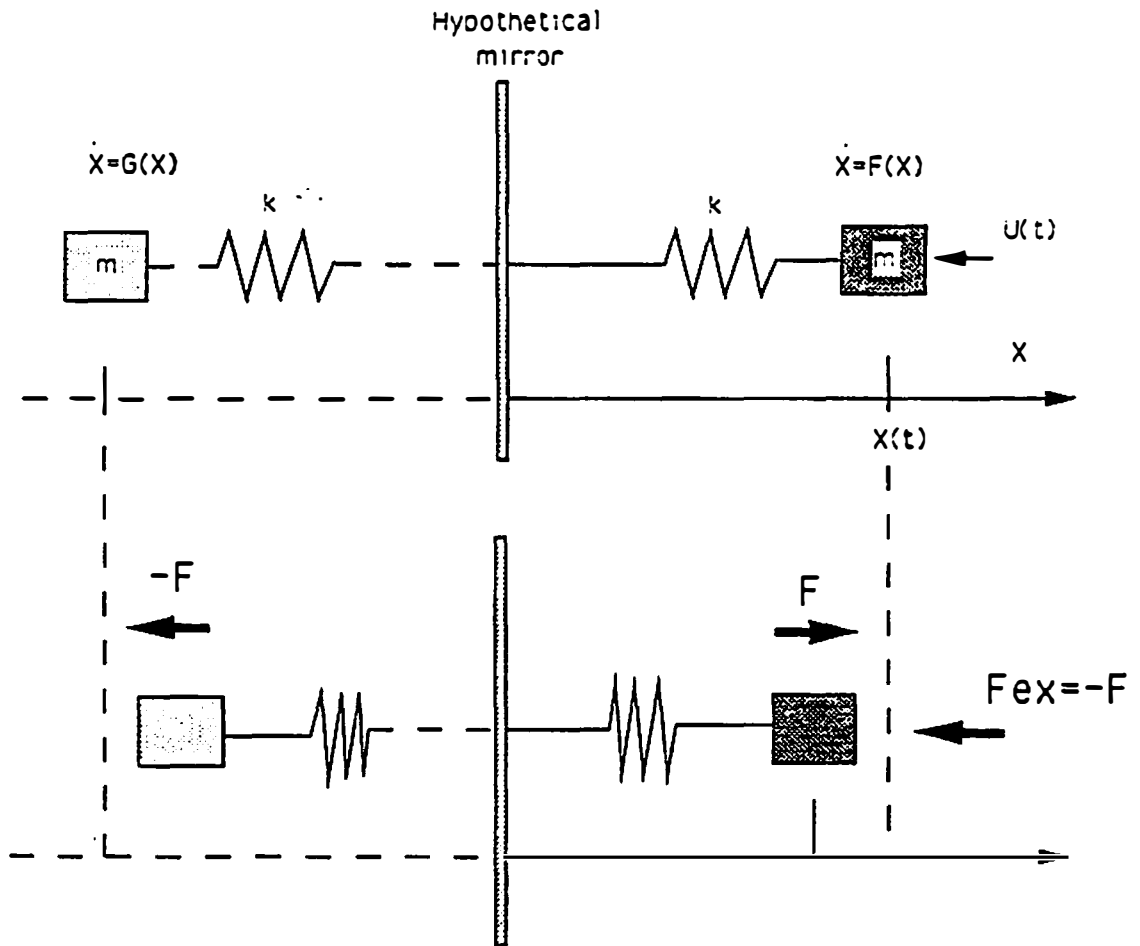 Hypothetical
mirror
Ẋ=G(X)
Ẋ=F(X)
k
k
m
m
U(t)
X
X(t)
-F
F
Fex=-F